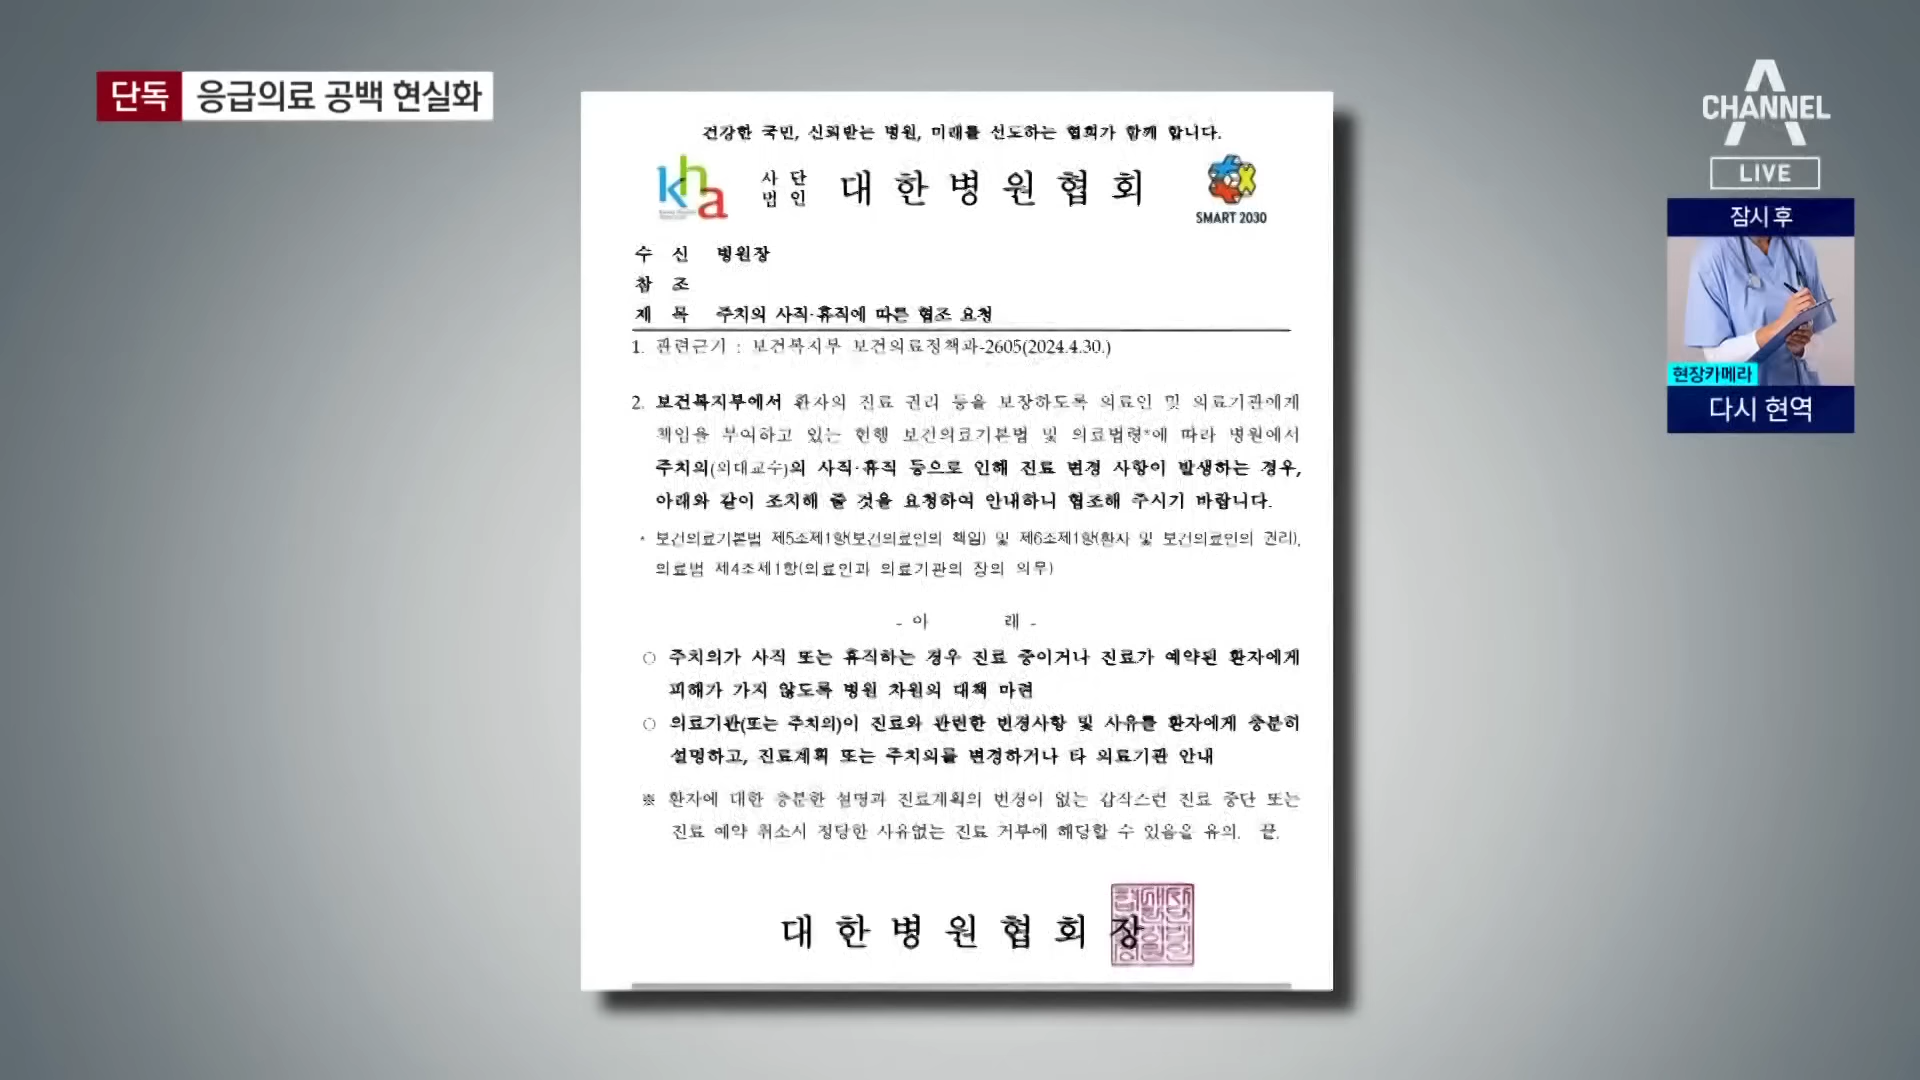 단독 응급의료 공백 현실화
CHANNEL A
LIVE
잠시 후
현장카메라
다시 현역
건강한 국민, 신뢰받는 병원, 미래를 선도하는 협회가 함께 합니다.
kha
사단법인 대한병원협회
SMART 2030
수 신 병원장
참 조
제 목 주치의 사직·휴직에 따른 협조 요청
1. 관련근거 : 보건복지부 보건의료정책과-2605(2024.4.30.)
2. 보건복지부에서 환자의 진료 권리 등을 보장하도록 의료인 및 의료기관에게
책임을 부여하고 있는 현행 보건의료기본법 및 의료법령*에 따라 병원에서
주치의(의대교수)의 사직·휴직 등으로 인해 진료 변경 사항이 발생하는 경우,
아래와 같이 조치해 줄 것을 요청하여 안내하니 협조해 주시기 바랍니다.
* 보건의료기본법 제5조제1항(보건의료인의 책임) 및 제6조제1항(환자 및 보건의료인의 권리),
의료법 제4조제1항(의료인과 의료기관의 장의 의무)
- 아 래 -
○ 주치의가 사직 또는 휴직하는 경우 진료 중이거나 진료가 예약된 환자에게
피해가 가지 않도록 병원 차원의 대책 마련
○ 의료기관(또는 주치의)이 진료와 관련한 변경사항 및 사유를 환자에게 충분히
설명하고, 진료계획 또는 주치의를 변경하거나 타 의료기관 안내
※ 환자에 대한 충분한 설명과 진료계획의 변경이 없는 갑작스런 진료 중단 또는
진료 예약 취소시 정당한 사유없는 진료 거부에 해당할 수 있음을 유의. 끝.
대한병원협회장